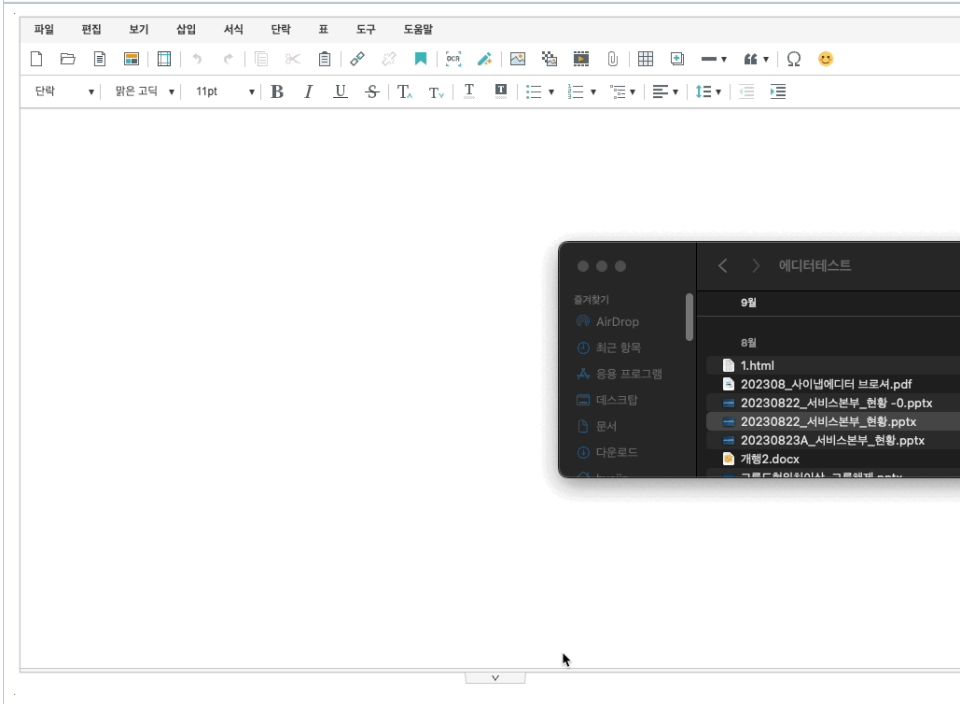 파일 편집 보기 삽입 서식 단락 표 도구 도움말
OCR
단락 맑은 고딕 11pt B I U S T T T T
에디터테스트
즐겨찾기
9월
AirDrop
8월
최근 항목
1.html
응용 프로그램
202308_사이냅에디터 브로셔.pdf
데스크탑
20230822_서비스본부_현황 -0.pptx
문서
20230822_서비스본부_현황.pptx
20230823A_서비스본부_현황.pptx
다운로드
개행2.docx